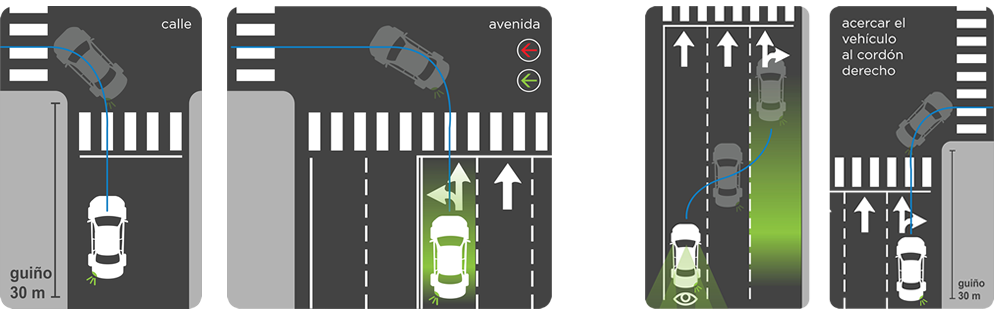 calle
guiño
30 m
avenida
acercar el
vehículo
al cordón
derecho
guiño
30 m